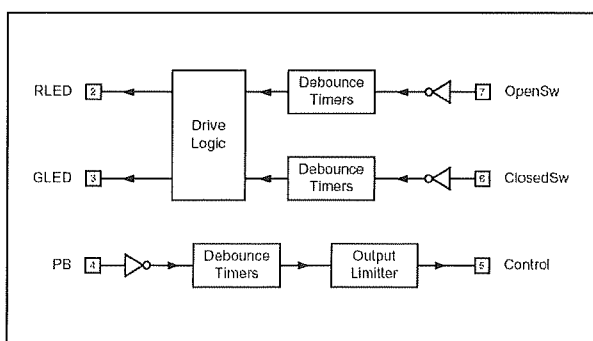 RLED 2 Debounce Timers 7 OpenSw
Drive Logic
GLED 3 Debounce Timers 6 ClosedSw
PB 4 Debounce Timers Output Limitter 5 Control